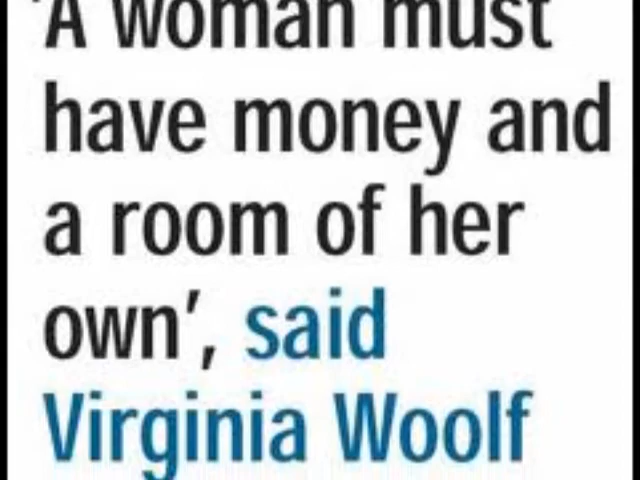 'A woman must
have money and
a room of her
own', said
Virginia Woolf